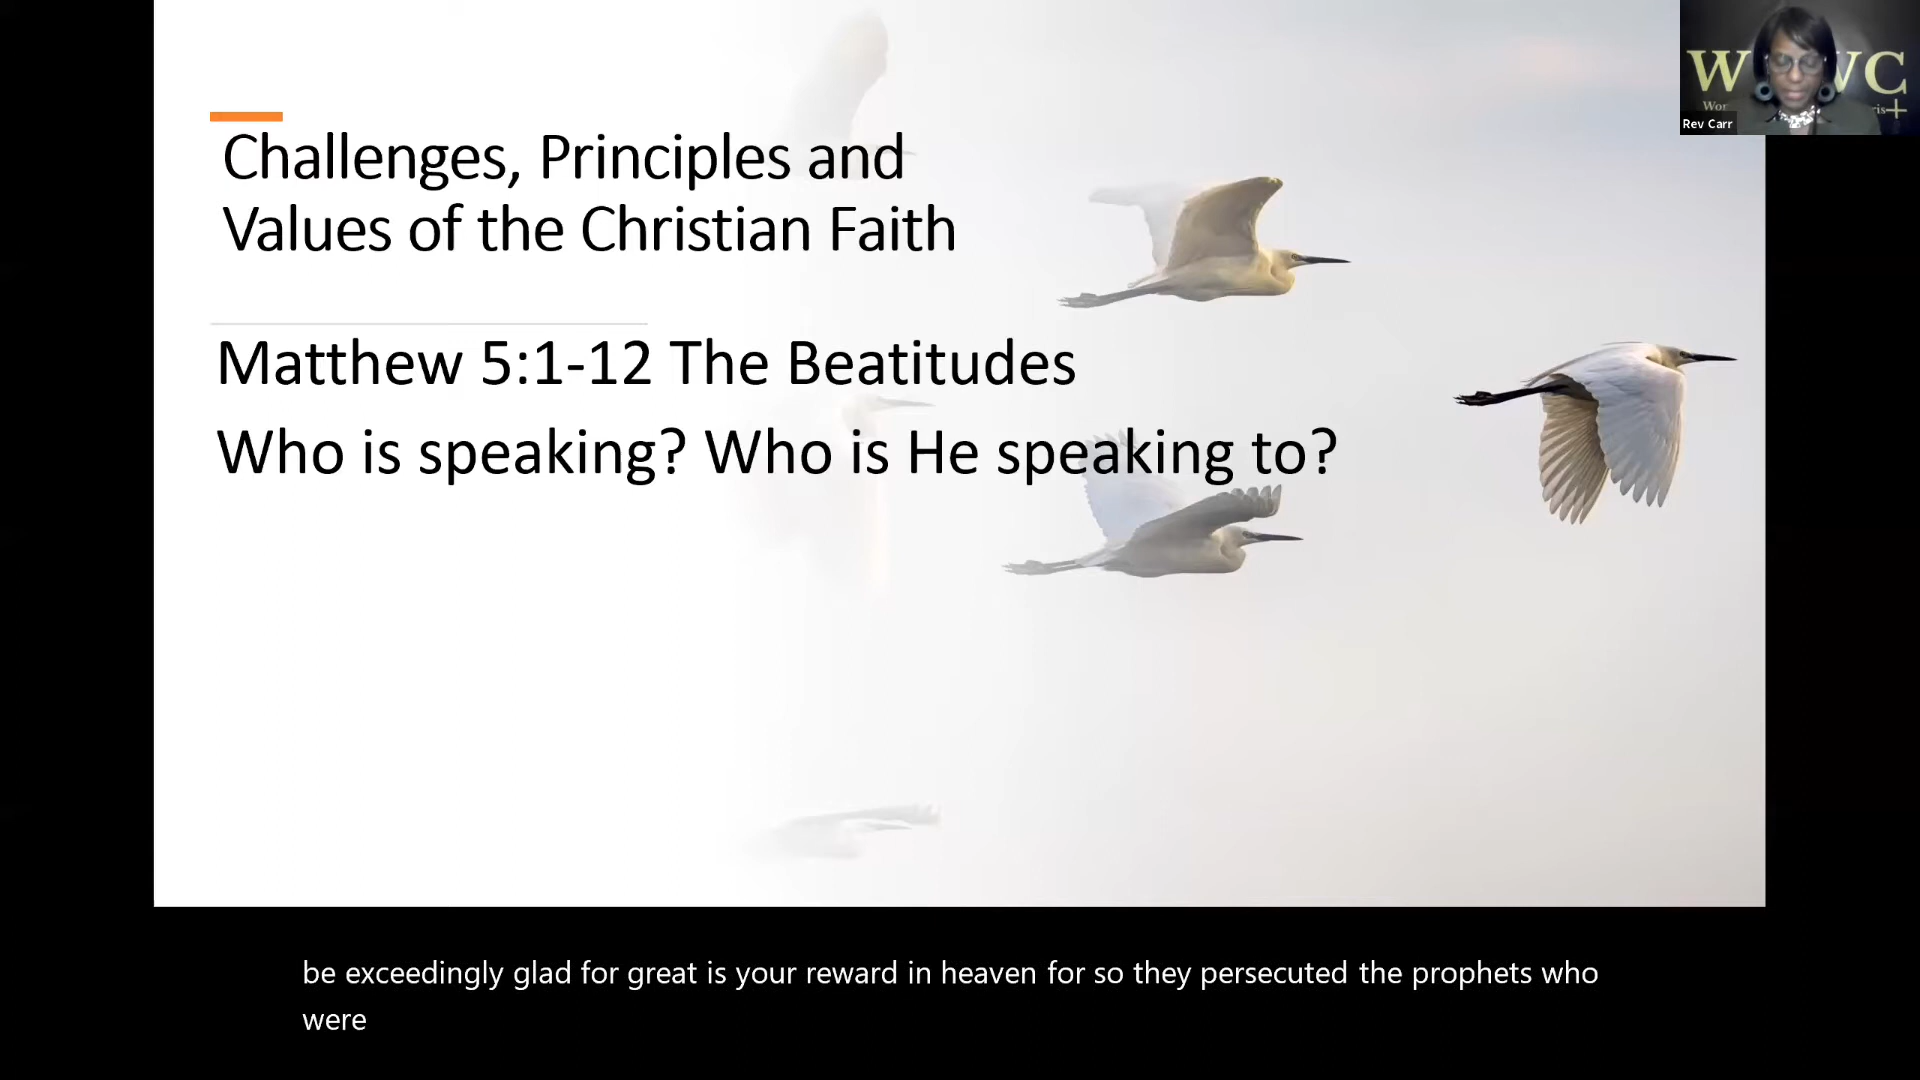 Challenges, Principles and
Values of the Christian Faith
Matthew 5:1-12 The Beatitudes
Who is speaking? Who is He speaking to?
Rev Carr
be exceedingly glad for great is your reward in heaven for so they persecuted the prophets who
were